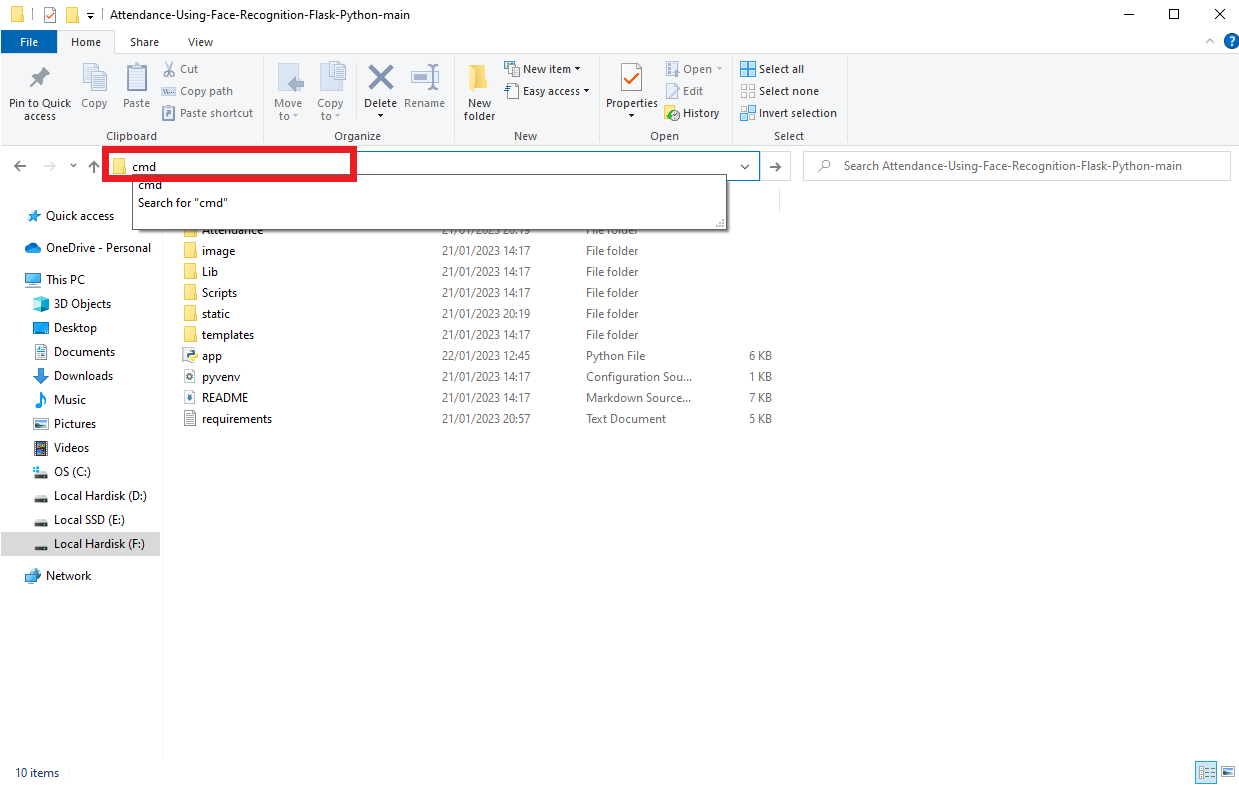 Attendance-Using-Face-Recognition-Flask-Python-main
File Home Share View
Pin to Quick access
Copy
Paste
Cut
Copy path
Paste shortcut
Clipboard
Move to
Copy to
Delete
Rename
Organize
New folder
New item
Easy access
New
Properties
Open
Edit
History
Open
Select all
Select none
Invert selection
Select
cmd
Search Attendance-Using-Face-Recognition-Flask-Python-main
cmd
Search for "cmd"
Quick access
OneDrive - Personal
This PC
3D Objects
Desktop
Documents
Downloads
Music
Pictures
Videos
OS (C:)
Local Hardisk (D:)
Local SSD (E:)
Local Hardisk (F:)
Network
Attendance 21/01/2023 20:19 File folder
image 21/01/2023 14:17 File folder
Lib 21/01/2023 14:17 File folder
Scripts 21/01/2023 14:17 File folder
static 21/01/2023 20:19 File folder
templates 21/01/2023 14:17 File folder
app 22/01/2023 12:45 Python File 6 KB
pyvenv 21/01/2023 14:17 Configuration Sou... 1 KB
README 21/01/2023 14:17 Markdown Source... 7 KB
requirements 21/01/2023 20:57 Text Document 5 KB
10 items